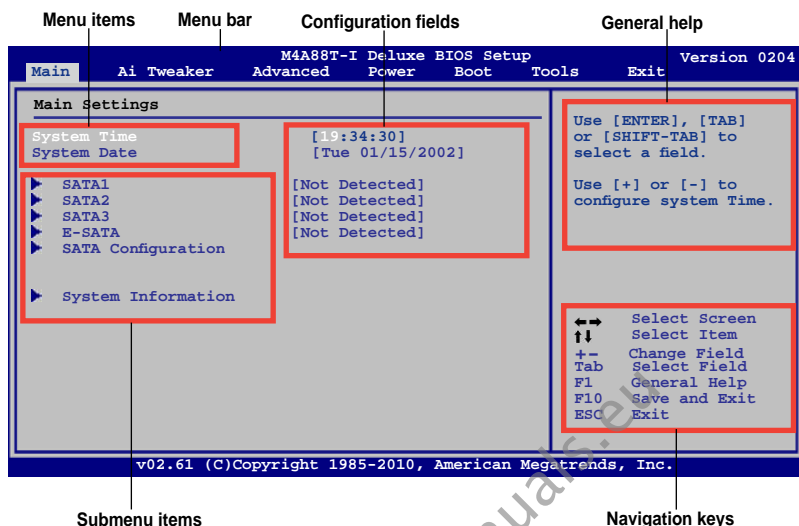 Menu items Menu bar Configuration fields General help
M4A88T-I Deluxe BIOS Setup Version 0204
Main Ai Tweaker Advanced Power Boot Tools Exit
Main Settings
System Time [19:34:30]
System Date [Tue 01/15/2002]
SATA1 [Not Detected]
SATA2 [Not Detected]
SATA3 [Not Detected]
E-SATA [Not Detected]
SATA Configuration
System Information
Use [ENTER], [TAB]
or [SHIFT-TAB] to
select a field.
Use [+] or [-] to
configure system Time.
←→ Select Screen
↑↓ Select Item
+- Change Field
Tab Select Field
F1 General Help
F10 Save and Exit
ESC Exit
v02.61 (C)Copyright 1985-2010, American Megatrends, Inc.
Submenu items Navigation keys